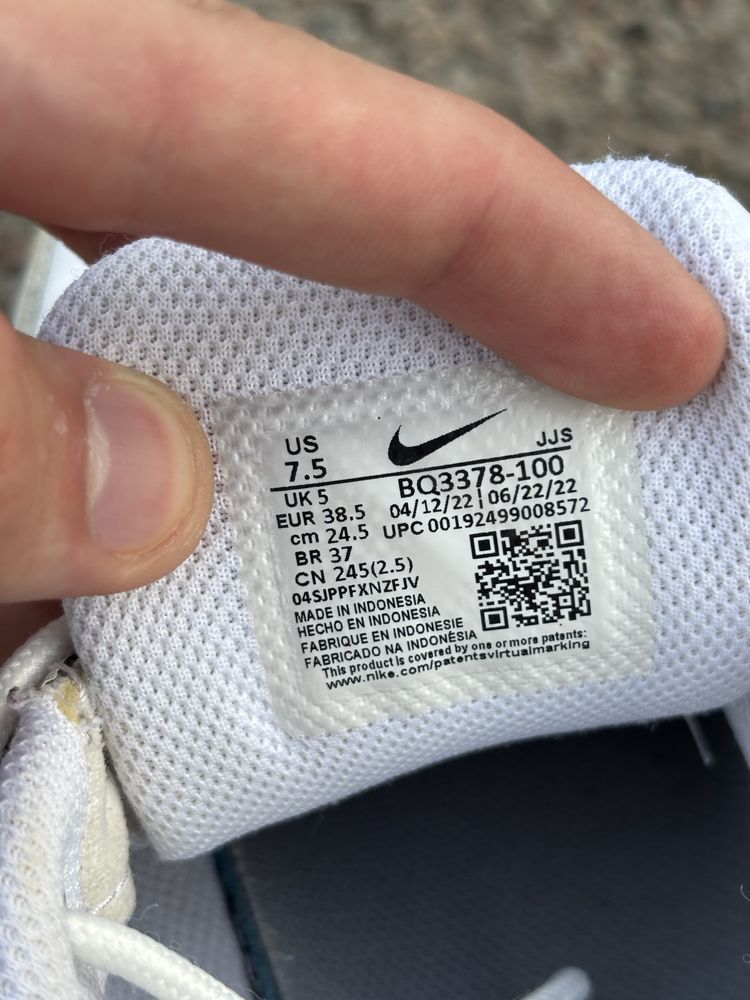 US
7.5
JJS
UK 5
EUR 38.5
cm 24.5
BR 37
CN 245(2.5)
BQ3378-100
04/12/22 | 06/22/22
UPC 00192499008572
04SJPPFXNZFJV
MADE IN INDONESIA
HECHO EN INDONESIA
FABRIQUE EN INDONESIE
FABRICADO NA INDONÉSIA
This product is covered by one or more patents:
www.nike.com/patentsvirtualmarking